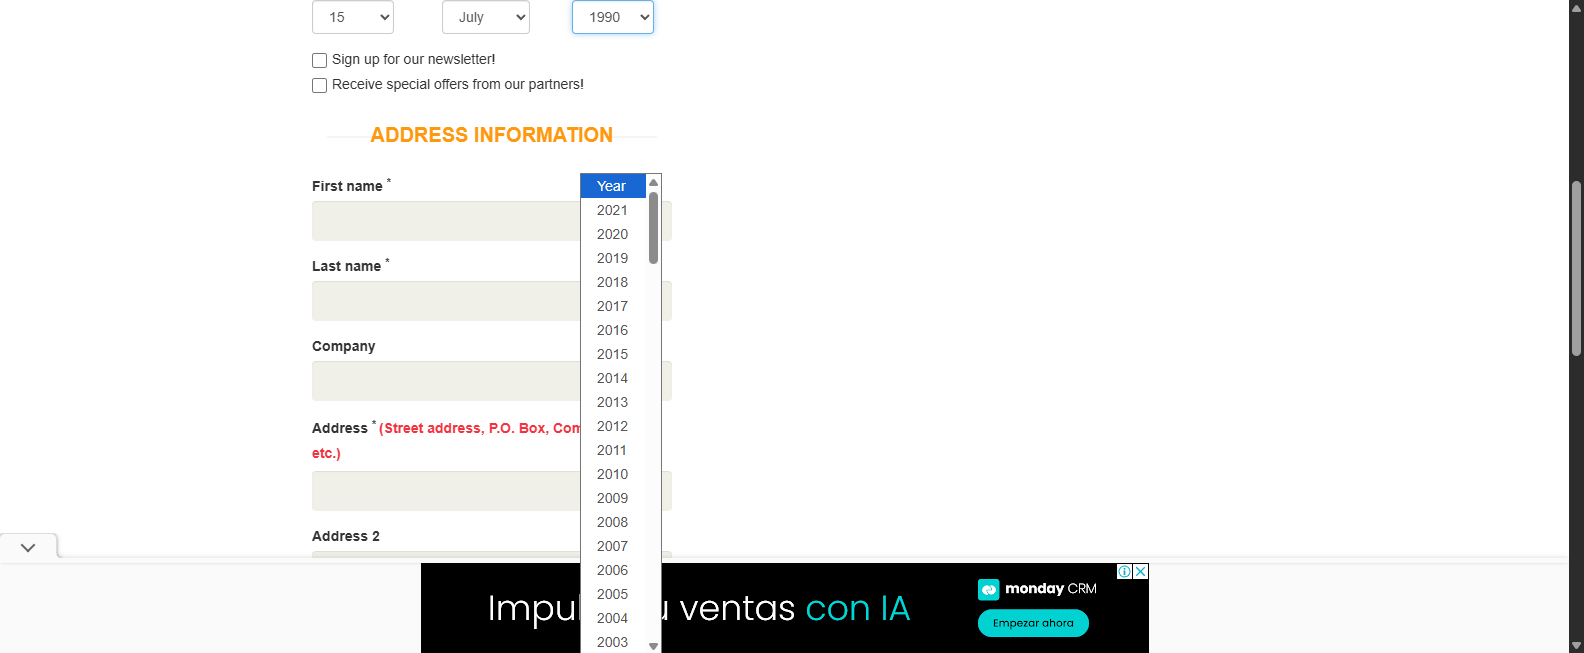 15 July 1990
Sign up for our newsletter!
Receive special offers from our partners!
ADDRESS INFORMATION
First name *
Last name *
Company
Address * (Street address, P.O. Box, Com
etc.)
Address 2
Year
2021
2020
2019
2018
2017
2016
2015
2014
2013
2012
2011
2010
2009
2008
2007
2006
2005
2004
2003
Impul u ventas con IA
monday CRM
Empezar ahora